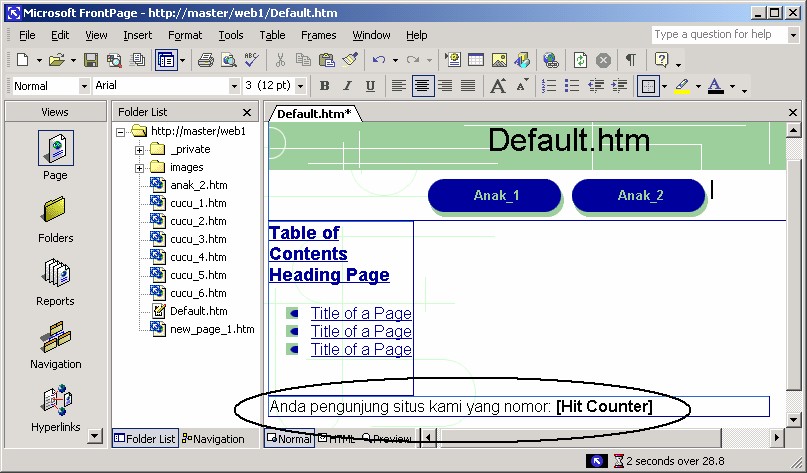 Microsoft FrontPage - http://master/web1/Default.htm
File Edit View Insert Format Tools Table Frames Window Help Type a question for help
Normal Arial 3 (12 pt) B I U A A A
Views
Page
Folders
Reports
Navigation
Hyperlinks
Folder List
http://master/web1
_private
images
anak_2.htm
cucu_1.htm
cucu_2.htm
cucu_3.htm
cucu_4.htm
cucu_5.htm
cucu_6.htm
Default.htm
new_page_1.htm
Folder List Navigation
Default.htm*
Default.htm
Anak_1 Anak_2
Table of
Contents
Heading Page
Title of a Page
Title of a Page
Title of a Page
Anda pengunjung situs kami yang nomor: [Hit Counter]
Normal HTML Preview
2 seconds over 28.8